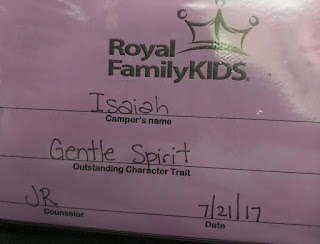 Royal
FamilyKIDS.
Isaiah
Camper's name
Gentle Spirit
Outstanding Character Trait
JR 7/21/17
Counselor Date